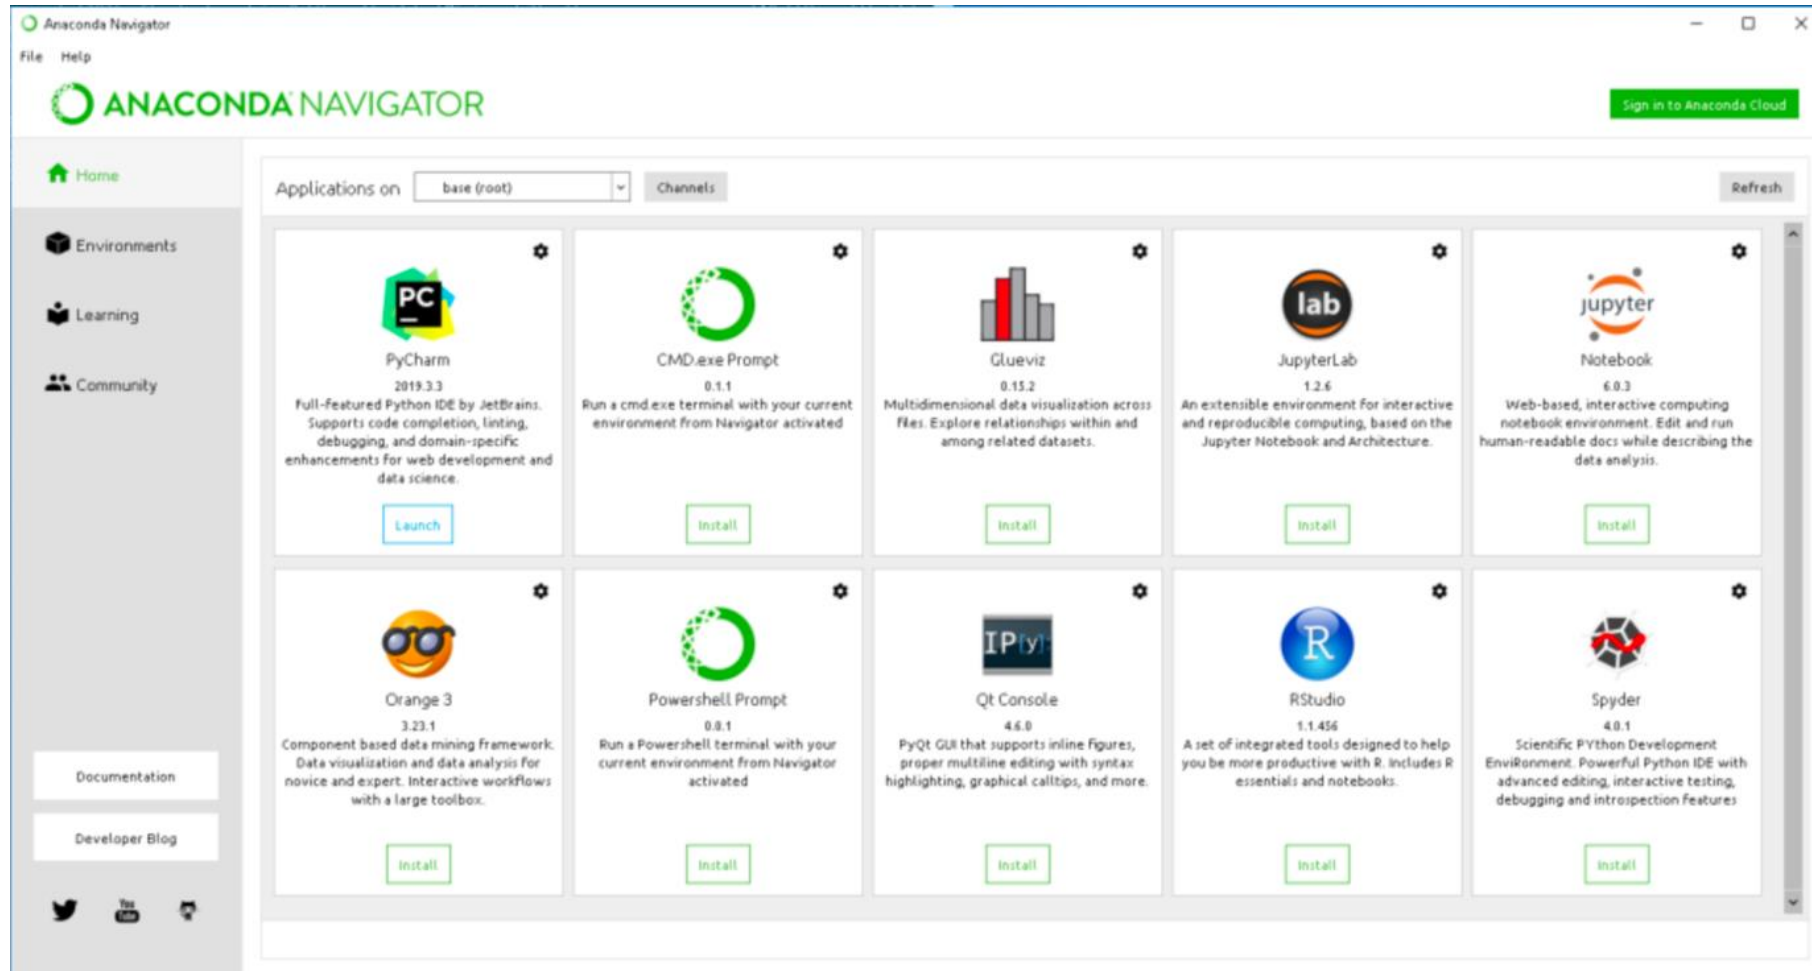 Anaconda Navigator
File Help
ANACONDA NAVIGATOR
Sign in to Anaconda Cloud
Home
Environments
Learning
Community
Documentation
Developer Blog
You
Tube
Applications on base (root) Channels Refresh
PC
PyCharm
2019.3.3
Full-featured Python IDE by JetBrains.
Supports code completion, linting,
debugging, and domain-specific
enhancements for web development and
data science.
Launch
CMD.exe Prompt
0.1.1
Run a cmd.exe terminal with your current
environment from Navigator activated
Install
Glueviz
0.15.2
Multidimensional data visualization across
files. Explore relationships within and
among related datasets.
Install
lab
JupyterLab
1.2.6
An extensible environment for interactive
and reproducible computing, based on the
Jupyter Notebook and Architecture.
Install
jupyter
Notebook
6.0.3
Web-based, interactive computing
notebook environment. Edit and run
human-readable docs while describing the
data analysis.
Install
Orange 3
3.23.1
Component based data mining framework.
Data visualization and data analysis for
novice and expert. Interactive workflows
with a large toolbox.
Install
Powershell Prompt
0.0.1
Run a Powershell terminal with your
current environment from Navigator
activated
Install
IP[y]:
Qt Console
4.6.0
PyQt GUI that supports inline figures,
proper multiline editing with syntax
highlighting, graphical calltips, and more.
Install
R
RStudio
1.1.456
A set of integrated tools designed to help
you be more productive with R. Includes R
essentials and notebooks.
Install
Spyder
4.0.1
Scientific PYthon Development
EnviRonment. Powerful Python IDE with
advanced editing, interactive testing,
debugging and introspection features
Install